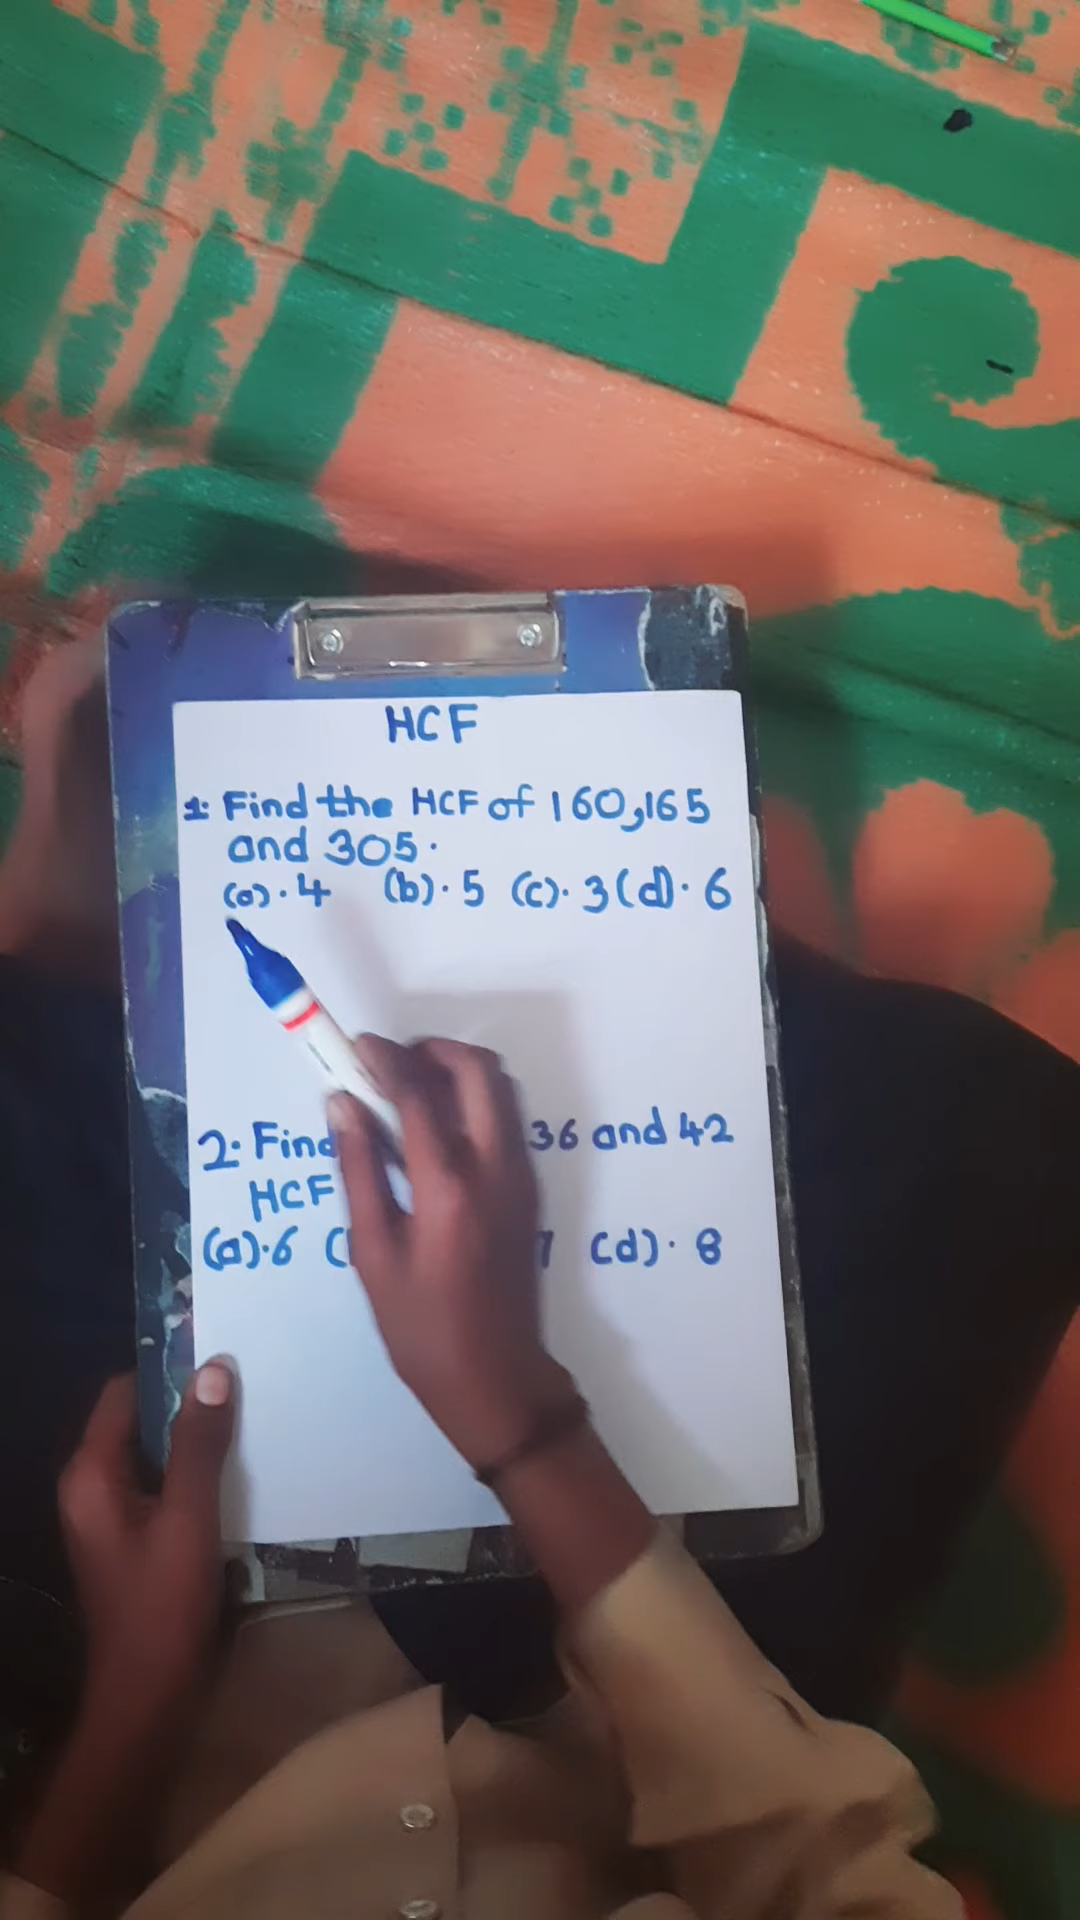 HCF
1. Find the HCF of 160,165
and 305.
(a). 4 (b). 5 (c). 3 (d). 6
2. Find 36 and 42
HCF
(a).6 ( 7 (d). 8